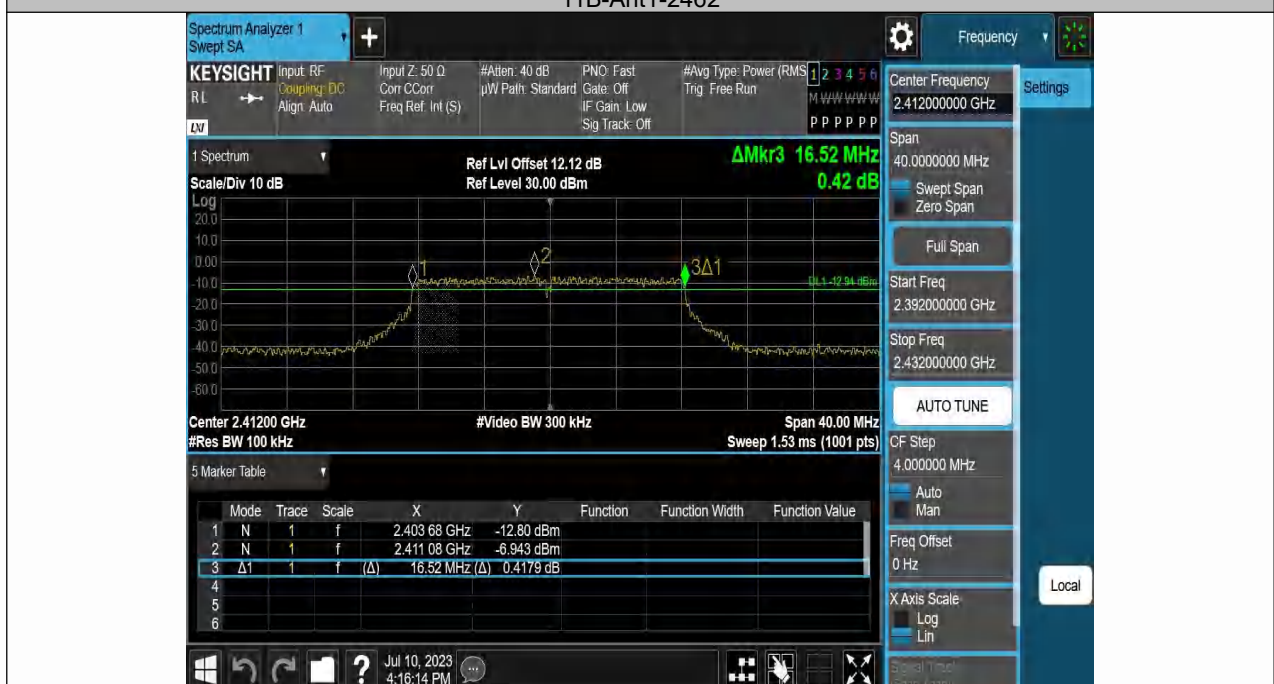 11B-Ant1-2462
Spectrum Analyzer 1
Swept SA
Frequency
KEYSIGHT
RL
LXI
Input: RF
Coupling: DC
Align: Auto
Input Z: 50 Ω
Corr CCorr
Freq Ref: Int (S)
#Atten: 40 dB
µW Path: Standard
PNO: Fast
Gate: Off
IF Gain: Low
Sig Track: Off
#Avg Type: Power (RMS
Trig: Free Run
1 2 3 4 5 6
M W W W W W
P P P P P P
Center Frequency
2.412000000 GHz
Settings
Span
40.0000000 MHz
Swept Span
Zero Span
Full Span
Start Freq
2.392000000 GHz
Stop Freq
2.432000000 GHz
AUTO TUNE
CF Step
4.000000 MHz
Auto
Man
Freq Offset
0 Hz
X Axis Scale
Log
Lin
Local
1 Spectrum
Scale/Div 10 dB
Ref Lvl Offset 12.12 dB
Ref Level 30.00 dBm
ΔMkr3 16.52 MHz
0.42 dB
Log
20.0
10.0
0.00
-10.0
-20.0
-30.0
-40.0
-50.0
-60.0
1
2
3Δ1
DL1 -12.94 dBm
Center 2.41200 GHz
#Video BW 300 kHz
Span 40.00 MHz
#Res BW 100 kHz
Sweep 1.53 ms (1001 pts)
5 Marker Table
Mode Trace Scale X Y Function Function Width Function Value
1 N 1 f 2.403 68 GHz -12.80 dBm
2 N 1 f 2.411 08 GHz -6.943 dBm
3 Δ1 1 f (Δ) 16.52 MHz (Δ) 0.4179 dB
4
5
6
?
Jul 10, 2023
4:16:14 PM